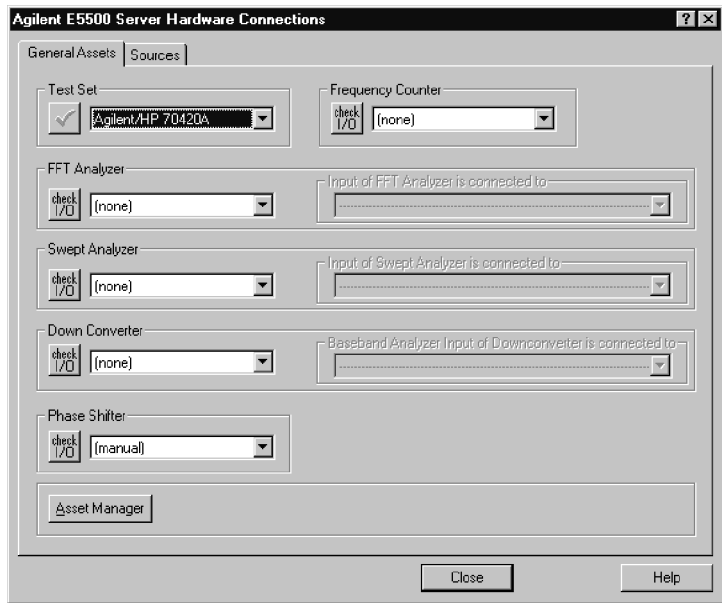 Agilent E5500 Server Hardware Connections
General Assets Sources
Test Set Frequency Counter
Agilent/HP 70420A check I/O (none)
FFT Analyzer Input of FFT Analyzer is connected to
check I/O (none)
Swept Analyzer Input of Swept Analyzer is connected to
check I/O (none)
Down Converter Baseband Analyzer Input of Downconverter is connected to
check I/O (none)
Phase Shifter
check I/O (manual)
Asset Manager
Close Help